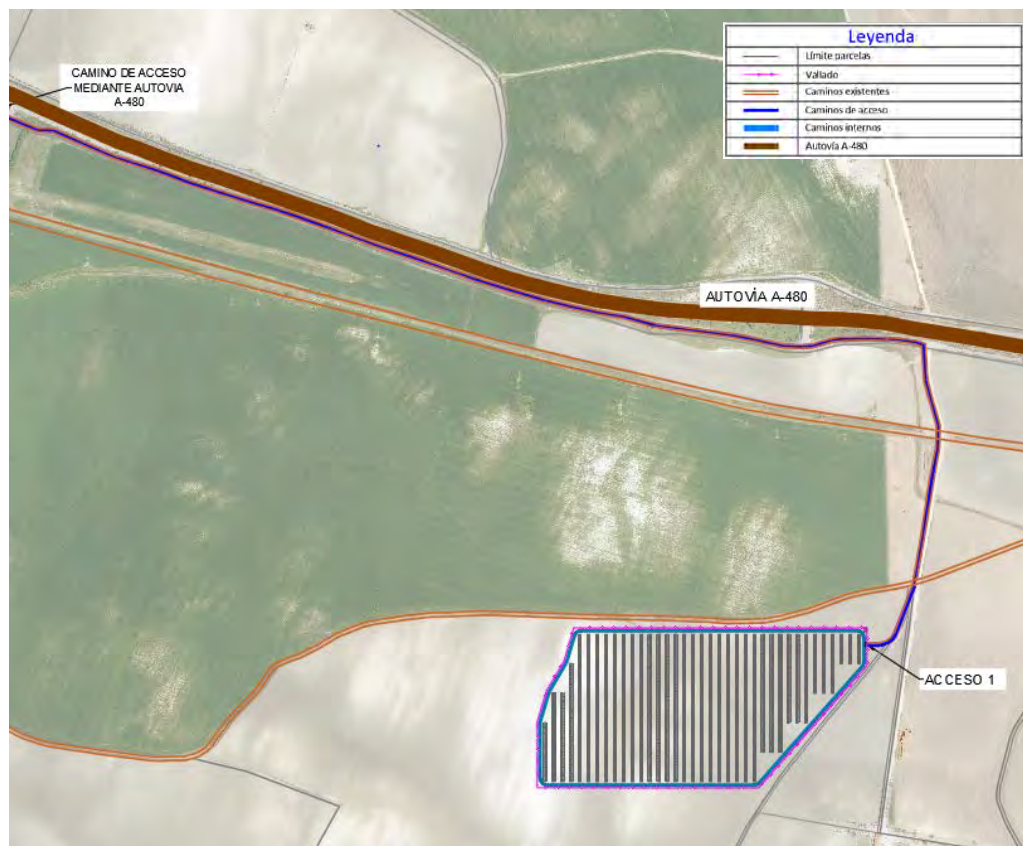 CAMINO DE ACCESO
MEDIANTE AUTOVIA
A-480
Leyenda
Límite parcelas
Vallado
Caminos existentes
Caminos de acceso
Caminos internos
Autovía A-480
AUTOVÍA A-480
ACCESO 1